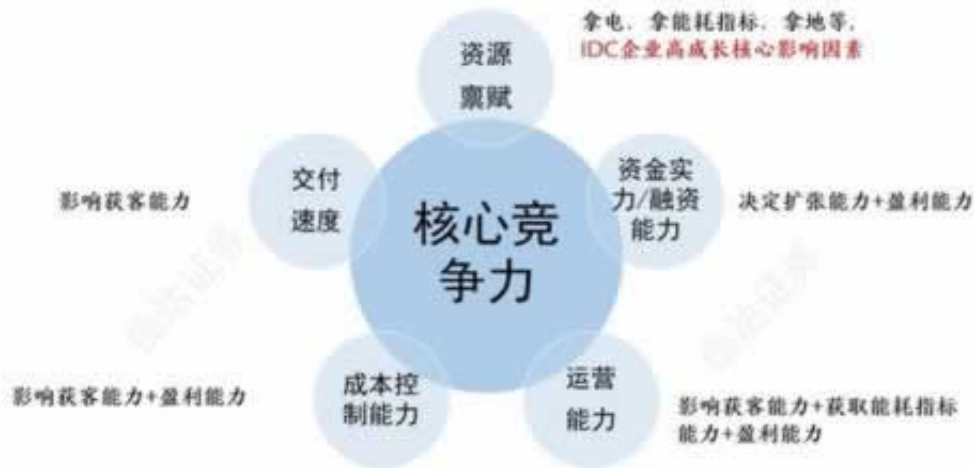 拿电、拿能耗指标、拿地等，
IDC企业高成长核心影响因素
资源
禀赋
交付
速度
影响获客能力
资金实
力/融资
能力
决定扩张能力+盈利能力
核心竞
争力
成本控
制能力
影响获客能力+盈利能力
运营
能力
影响获客能力+获取能耗指标
能力+盈利能力